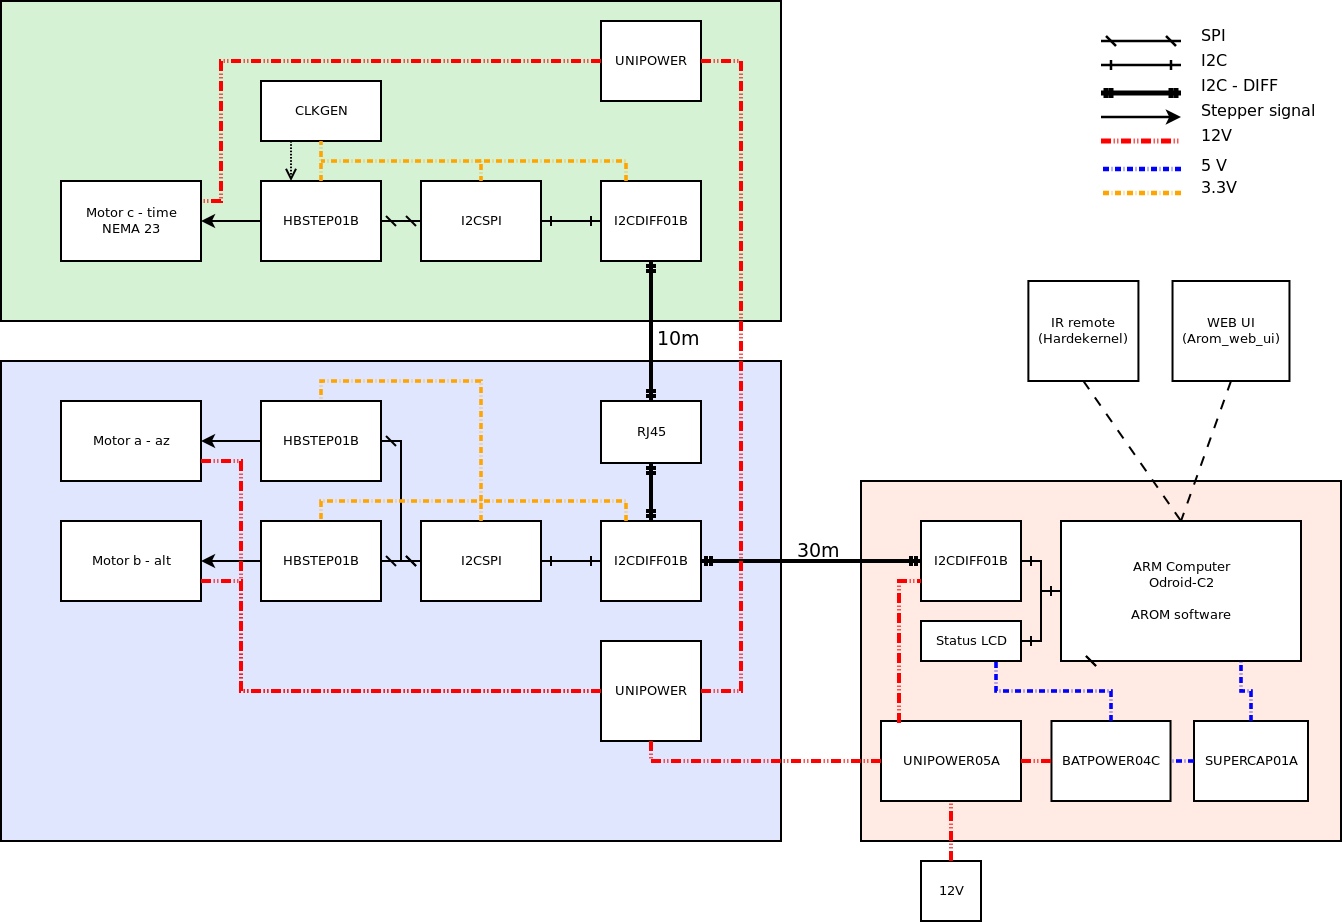 UNIPOWER
CLKGEN
Motor c - time
NEMA 23
HBSTEP01B
I2CSPI
I2CDIFF01B
10m
SPI
I2C
I2C - DIFF
Stepper signal
12V
5 V
3.3V
IR remote
(Hardekernel)
WEB UI
(Arom_web_ui)
Motor a - az
HBSTEP01B
RJ45
Motor b - alt
HBSTEP01B
I2CSPI
I2CDIFF01B
30m
UNIPOWER
I2CDIFF01B
ARM Computer
Odroid-C2
AROM software
Status LCD
UNIPOWER05A
BATPOWER04C
SUPERCAP01A
12V